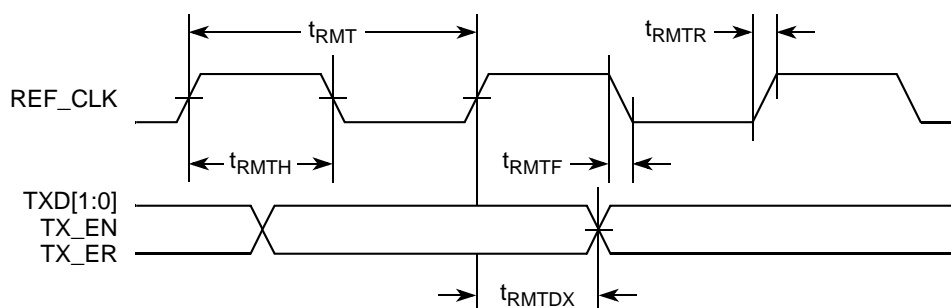 tRMT
tRMTR
REF_CLK
tRMTH
tRMTF
TXD[1:0]
TX_EN
TX_ER
tRMTDX